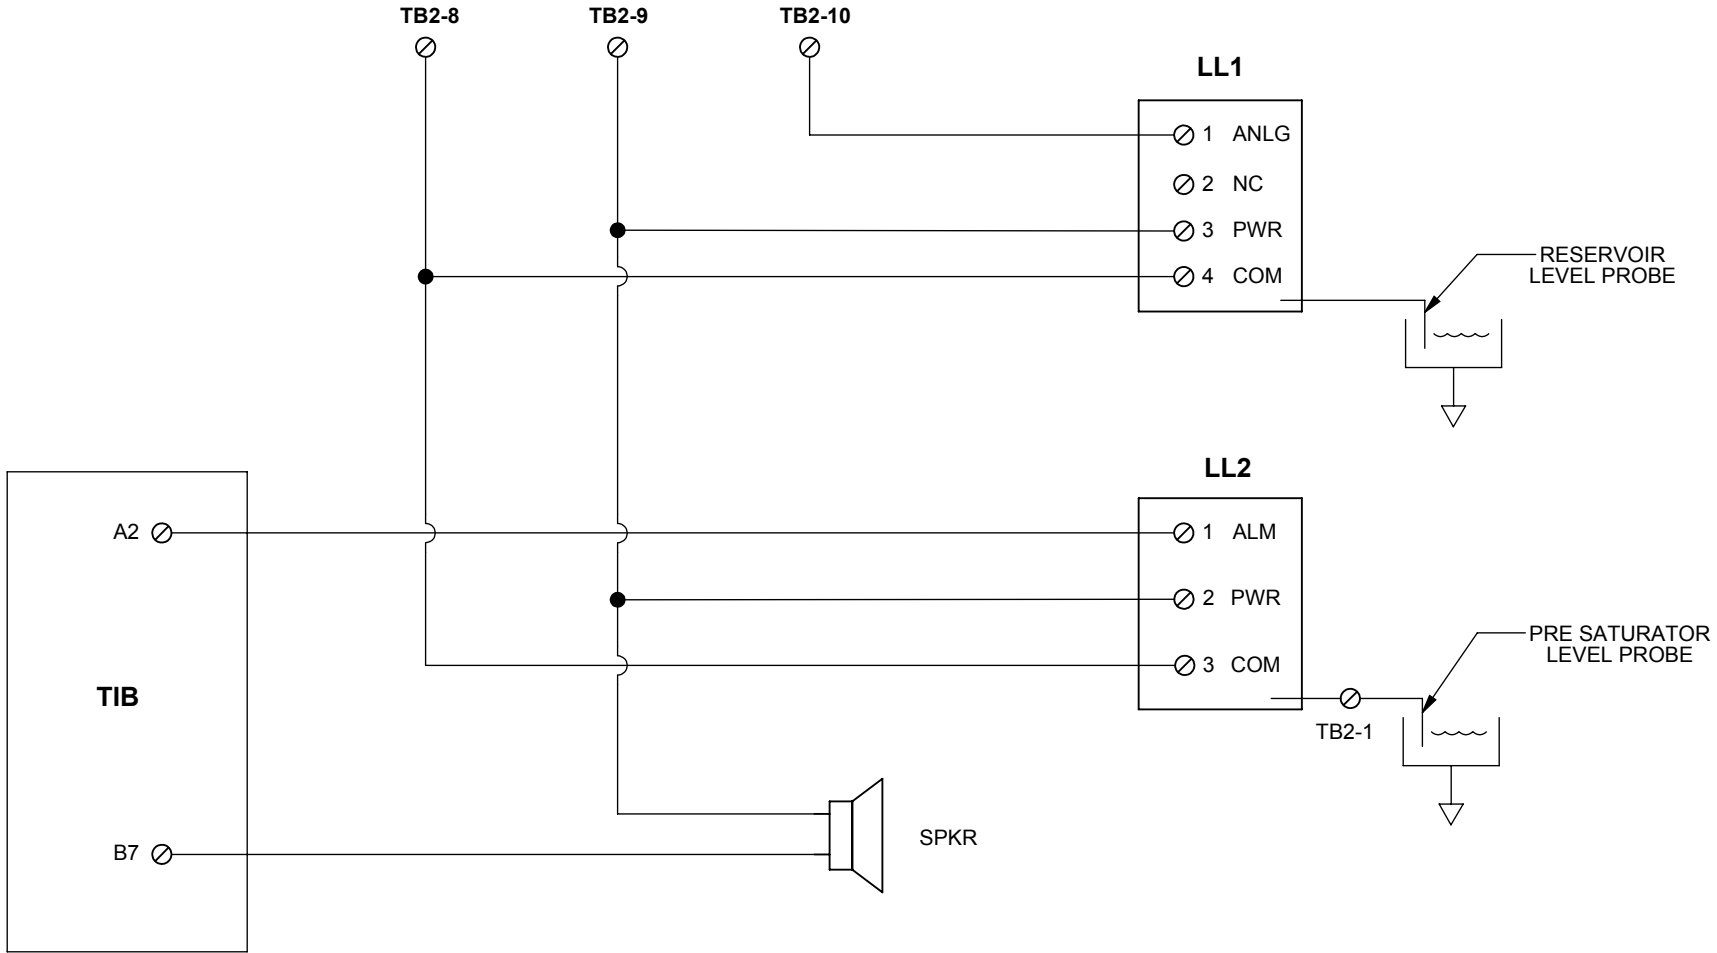 TB2-8
TB2-9
TB2-10
LL1
1 ANLG
2 NC
3 PWR
4 COM
RESERVOIR
LEVEL PROBE
LL2
A2
1 ALM
2 PWR
3 COM
PRE SATURATOR
LEVEL PROBE
TIB
TB2-1
B7
SPKR